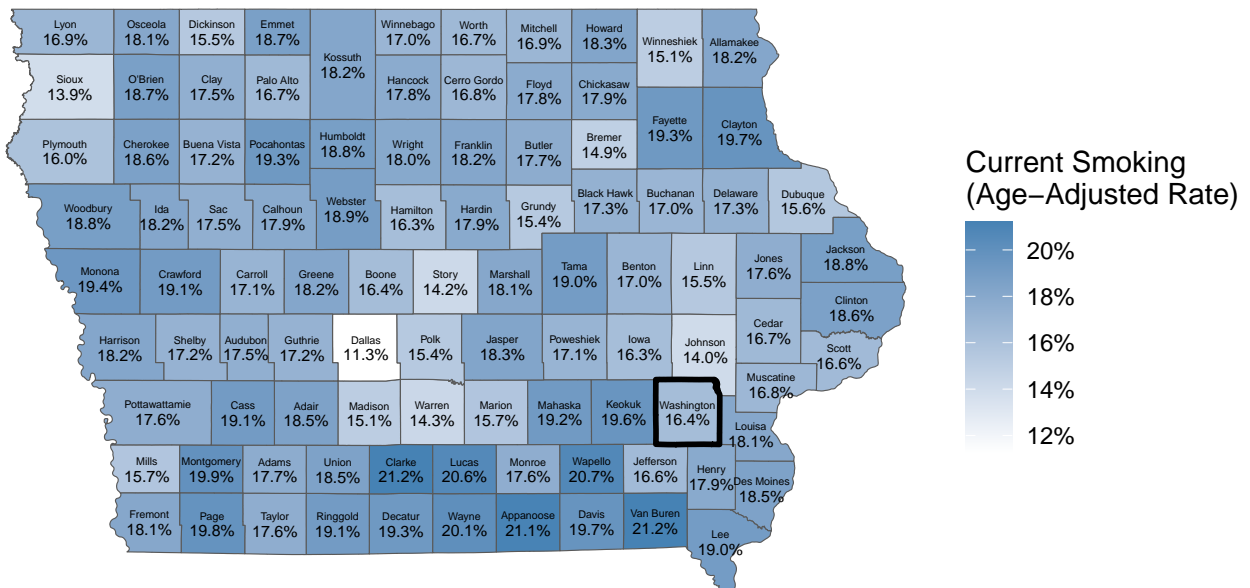 Lyon
16.9%
Osceola
18.1%
Dickinson
15.5%
Emmet
18.7%
Kossuth
18.2%
Winnebago
17.0%
Worth
16.7%
Mitchell
16.9%
Howard
18.3%
Winneshiek
15.1%
Allamakee
18.2%
Sioux
13.9%
O'Brien
18.7%
Clay
17.5%
Palo Alto
16.7%
Hancock
17.8%
Cerro Gordo
16.8%
Floyd
17.8%
Chickasaw
17.9%
Fayette
19.3%
Clayton
19.7%
Plymouth
16.0%
Cherokee
18.6%
Buena Vista
17.2%
Pocahontas
19.3%
Humboldt
18.8%
Wright
18.0%
Franklin
18.2%
Butler
17.7%
Bremer
14.9%
Woodbury
18.8%
Ida
18.2%
Sac
17.5%
Calhoun
17.9%
Webster
18.9%
Hamilton
16.3%
Hardin
17.9%
Grundy
15.4%
Black Hawk
17.3%
Buchanan
17.0%
Delaware
17.3%
Dubuque
15.6%
Monona
19.4%
Crawford
19.1%
Carroll
17.1%
Greene
18.2%
Boone
16.4%
Story
14.2%
Marshall
18.1%
Tama
19.0%
Benton
17.0%
Linn
15.5%
Jones
17.6%
Jackson
18.8%
Clinton
18.6%
Harrison
18.2%
Shelby
17.2%
Audubon
17.5%
Guthrie
17.2%
Dallas
11.3%
Polk
15.4%
Jasper
18.3%
Poweshiek
17.1%
Iowa
16.3%
Johnson
14.0%
Cedar
16.7%
Scott
16.6%
Muscatine
16.8%
Pottawattamie
17.6%
Cass
19.1%
Adair
18.5%
Madison
15.1%
Warren
14.3%
Marion
15.7%
Mahaska
19.2%
Keokuk
19.6%
Washington
16.4%
Louisa
18.1%
Mills
15.7%
Montgomery
19.9%
Adams
17.7%
Union
18.5%
Clarke
21.2%
Lucas
20.6%
Monroe
17.6%
Wapello
20.7%
Jefferson
16.6%
Henry
17.9%
Des Moines
18.5%
Fremont
18.1%
Page
19.8%
Taylor
17.6%
Ringgold
19.1%
Decatur
19.3%
Wayne
20.1%
Appanoose
21.1%
Davis
19.7%
Van Buren
21.2%
Lee
19.0%
Current Smoking
(Age−Adjusted Rate)
20%
18%
16%
14%
12%